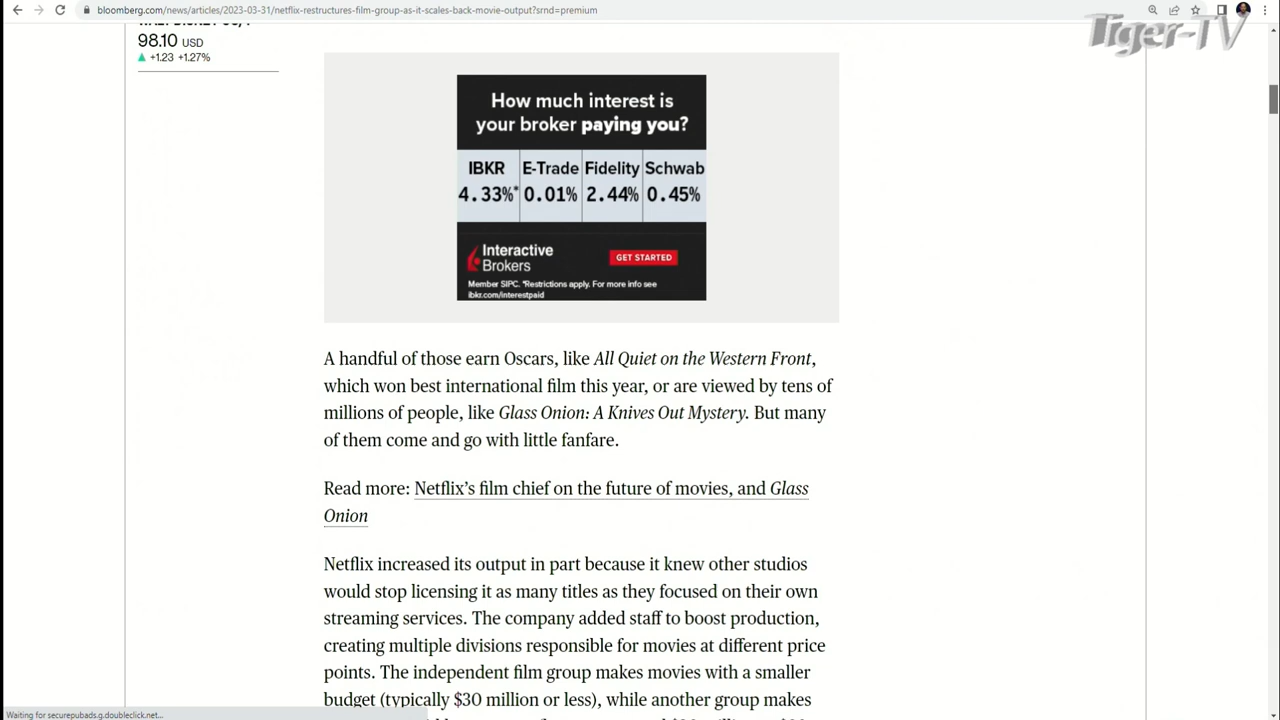 bloomberg.com/news/articles/2023-03-31/netflix-restructures-film-group-as-it-scales-back-movie-output?srnd=premium
Tiger-TV
98.10 USD
+1.23 +1.27%
How much interest is
your broker paying you?
IBKR E-Trade Fidelity Schwab
4.33%* 0.01% 2.44% 0.45%
Interactive
Brokers
GET STARTED
Member SIPC. *Restrictions apply. For more info see
ibkr.com/interestpaid
A handful of those earn Oscars, like All Quiet on the Western Front,
which won best international film this year, or are viewed by tens of
millions of people, like Glass Onion: A Knives Out Mystery. But many
of them come and go with little fanfare.
Read more: Netflix’s film chief on the future of movies, and Glass
Onion
Netflix increased its output in part because it knew other studios
would stop licensing it as many titles as they focused on their own
streaming services. The company added staff to boost production,
creating multiple divisions responsible for movies at different price
points. The independent film group makes movies with a smaller
budget (typically $30 million or less), while another group makes
Waiting for securepubads.g.doubleclick.net...